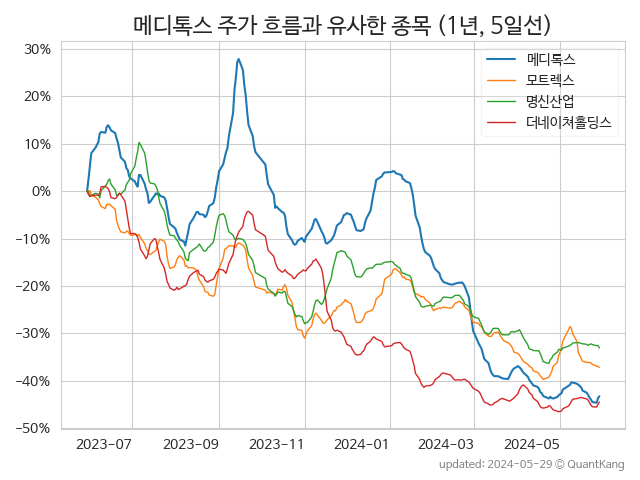 메디톡스 주가 흐름과 유사한 종목 (1년, 5일선)
메디톡스
모트렉스
명신산업
더네이쳐홀딩스
30%
20%
10%
0%
−10%
−20%
−30%
−40%
−50%
2023-07 2023-09 2023-11 2024-01 2024-03 2024-05
updated: 2024-05-29 © QuantKang